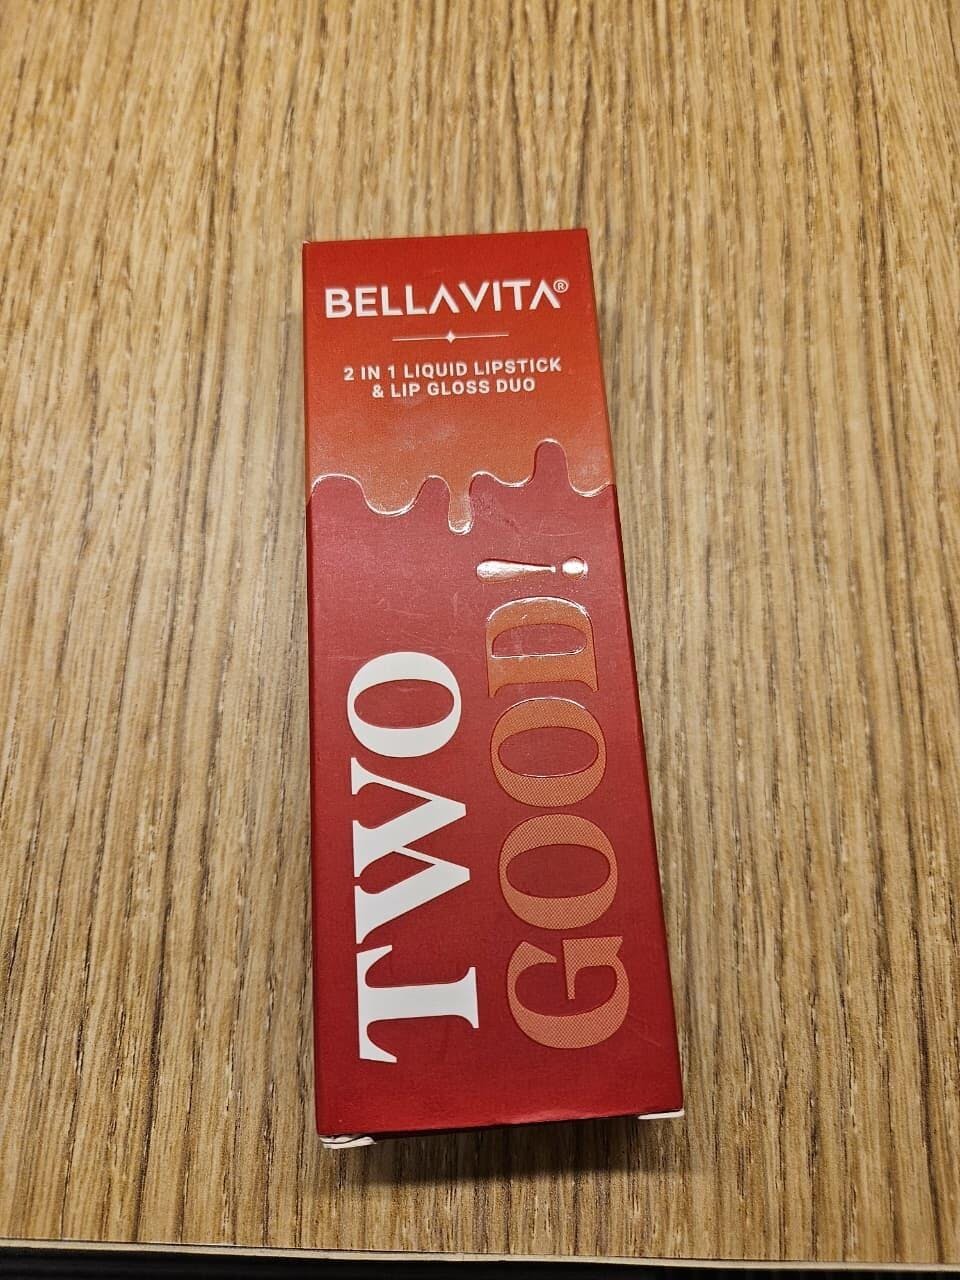 BELLAVITA®
2 IN 1 LIQUID LIPSTICK
& LIP GLOSS DUO
TWO
GOOD!